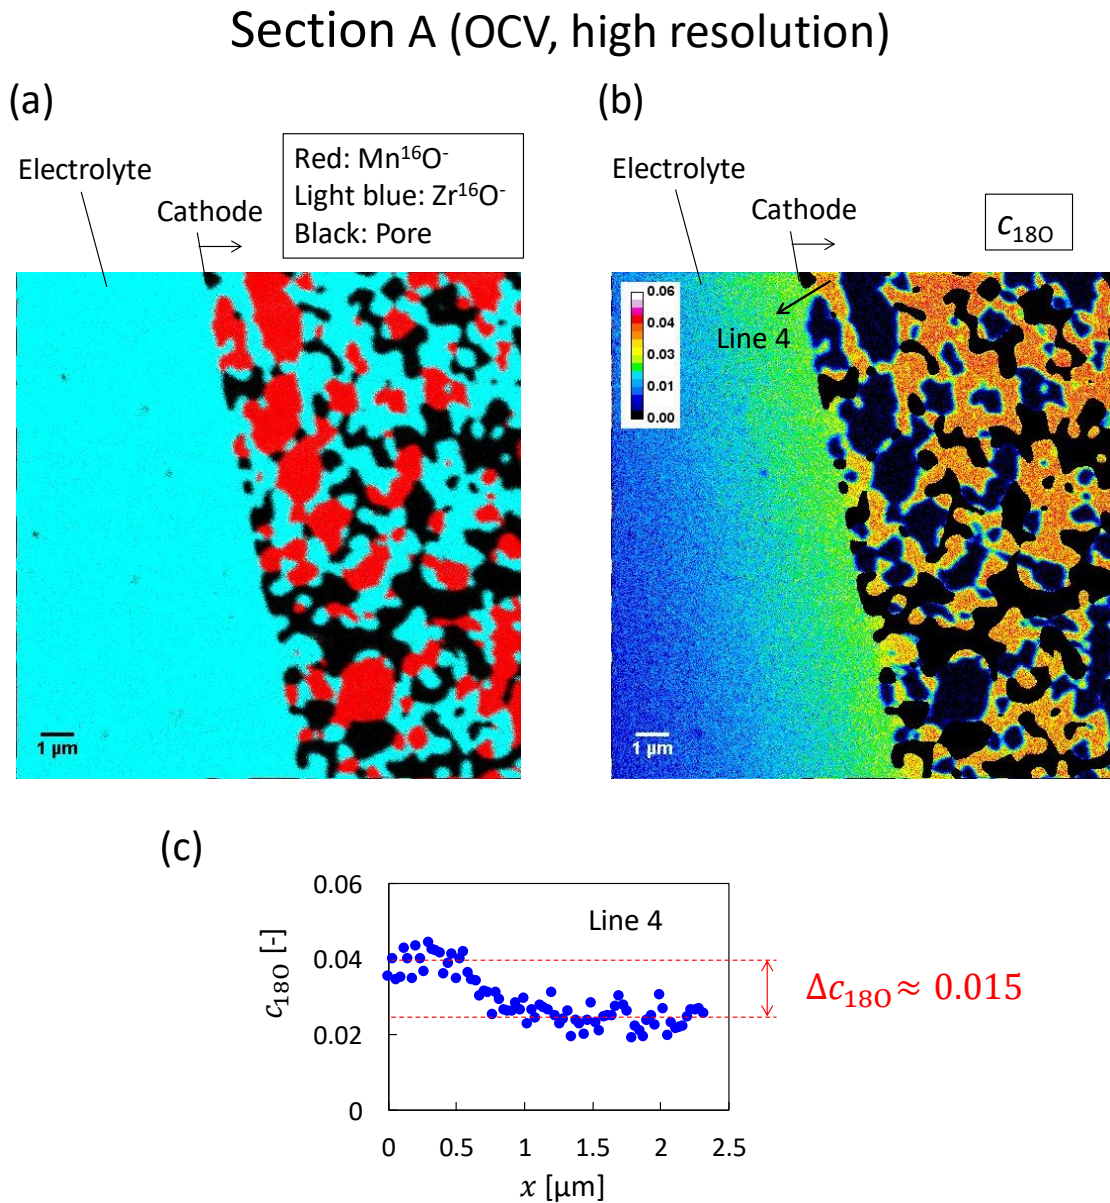 Section A (OCV, high resolution)
(a)
Electrolyte
Cathode
Red: Mn¹⁶O⁻
Light blue: Zr¹⁶O⁻
Black: Pore
1 µm
(b)
Electrolyte
Cathode
c₁₈O
Line 4
0.06
0.04
0.03
0.01
0.00
1 µm
(c)
c₁₈O [-]
0.06
0.04
0.02
0
Line 4
Δc₁₈O ≈ 0.015
0 0.5 1 1.5 2 2.5
x [µm]